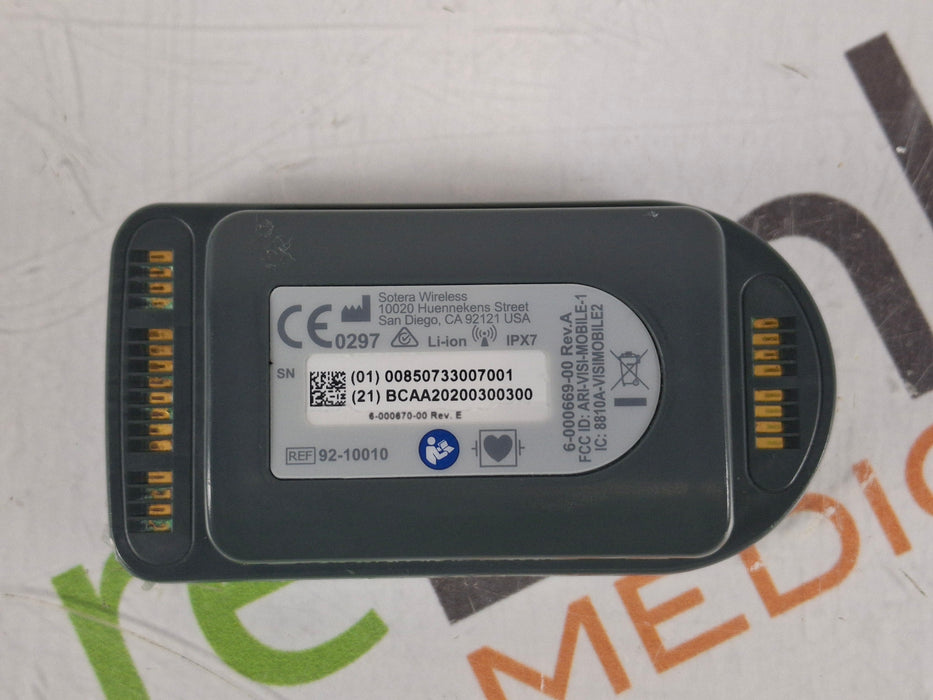 Sotera Wireless
10020 Huennekens Street
San Diego, CA 92121 USA
CE 0297 Li-ion IPX7
SN
(01) 00850733007001
(21) BCAA20200300300
6-000670-00 Rev. E
REF 92-10010
6-000669-00 Rev.A
FCC ID: ARI-VISI-MOBILE-1
IC: 8810A-VISIMOBILE2
re
MEDIC